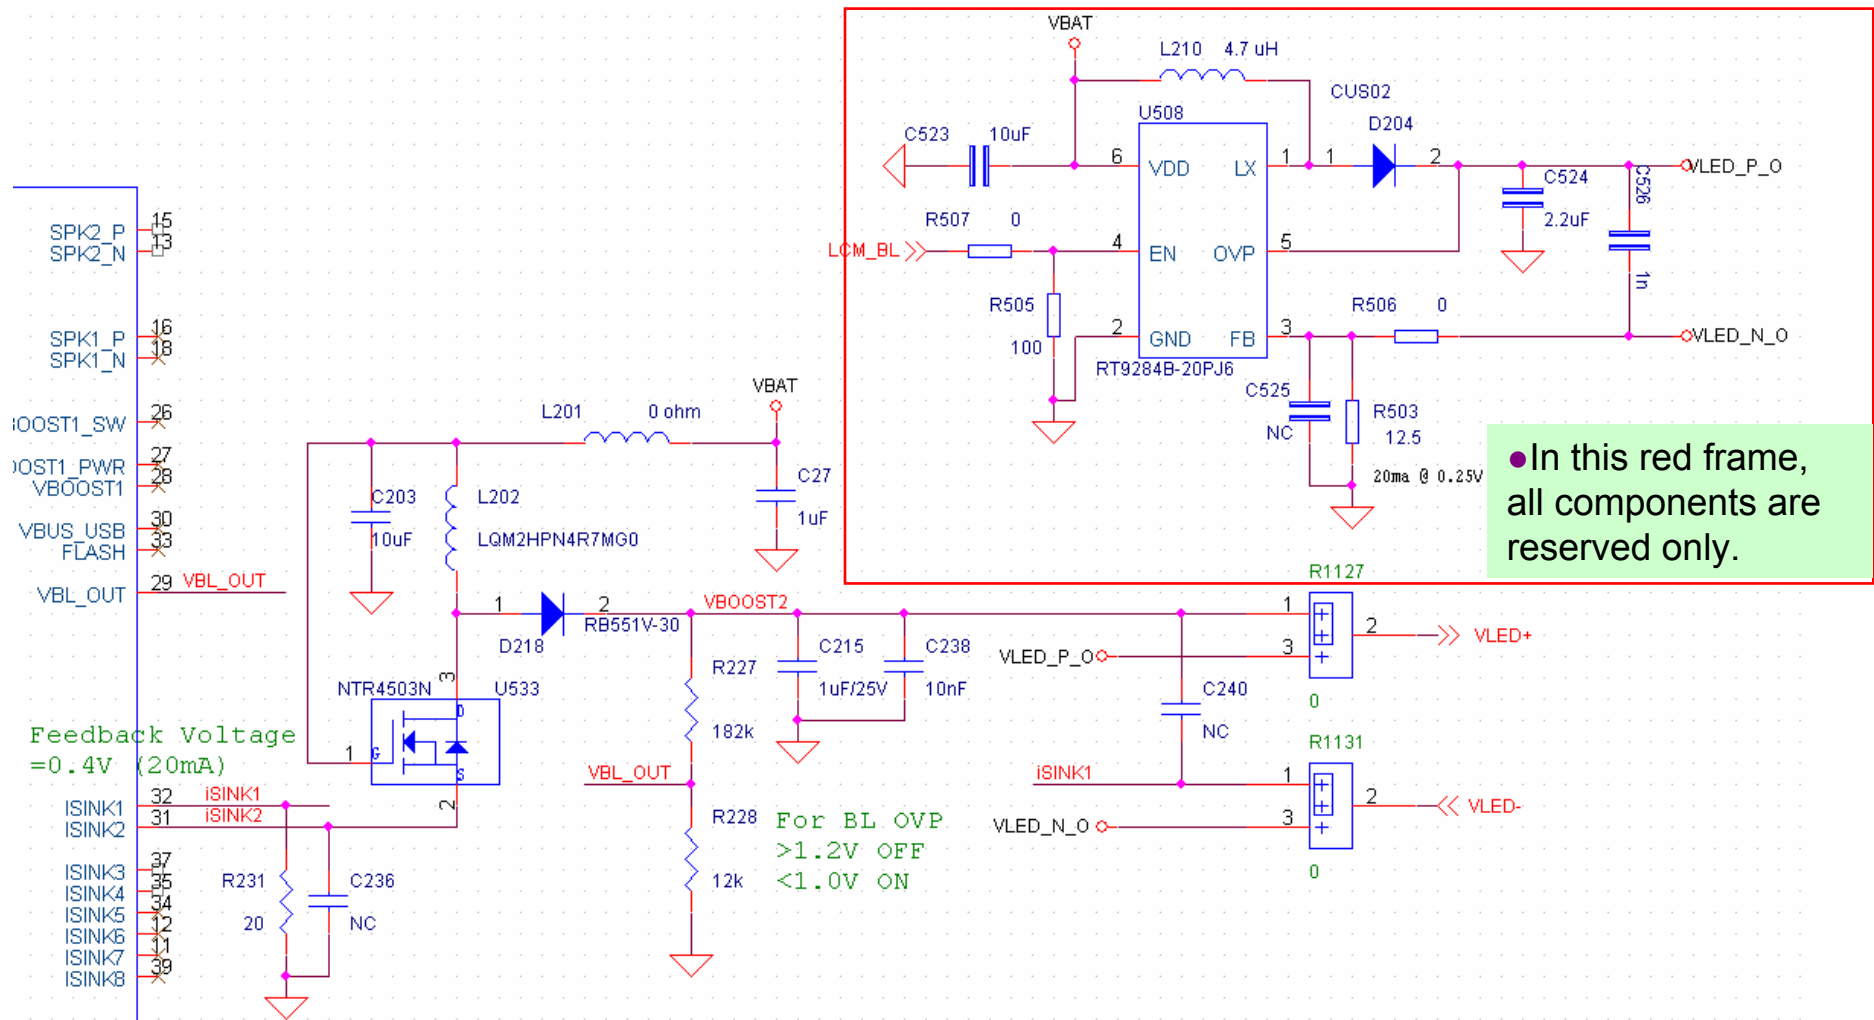 VBAT
L210 4.7 uH
CUS02
U508
D204
C523 10uF
6 VDD LX 1 1 2
VLED_P_O
C524
2.2uF
C526
1n
R507 0
LCM_BL
4 EN OVP 5
R505
100
R506 0
2 GND FB 3
VLED_N_O
RT9284B-20PJ6
C525
NC
R503
12.5
20ma @ 0.25V
●In this red frame,
all components are
reserved only.
SPK2_P 15
SPK2_N 13
SPK1_P 16
SPK1_N 18
OOST1_SW 26
OST1_PWR 27
VBOOST1 28
VBUS_USB 30
FLASH 33
VBL_OUT 29 VBL_OUT
VBAT
L201 0 ohm
C203
10uF
L202
LQM2HPN4R7MG0
C27
1uF
1 2
D218
RB551V-30
VBOOST2
NTR4503N 3 U533
D
1 G
S
2
R227
182k
C215
1uF/25V
C238
10nF
VLED_P_O
C240
NC
R1127
1
2 VLED+
3
0
R1131
iSINK1
1
2 VLED-
VLED_N_O 3
0
VBL_OUT
R228
12k
For BL OVP
>1.2V OFF
<1.0V ON
Feedback Voltage
=0.4V (20mA)
ISINK1 32 iSINK1
ISINK2 31 iSINK2
ISINK3 37
ISINK4 35
ISINK5 34
ISINK6 12
ISINK7 11
ISINK8 39
R231
20
C236
NC